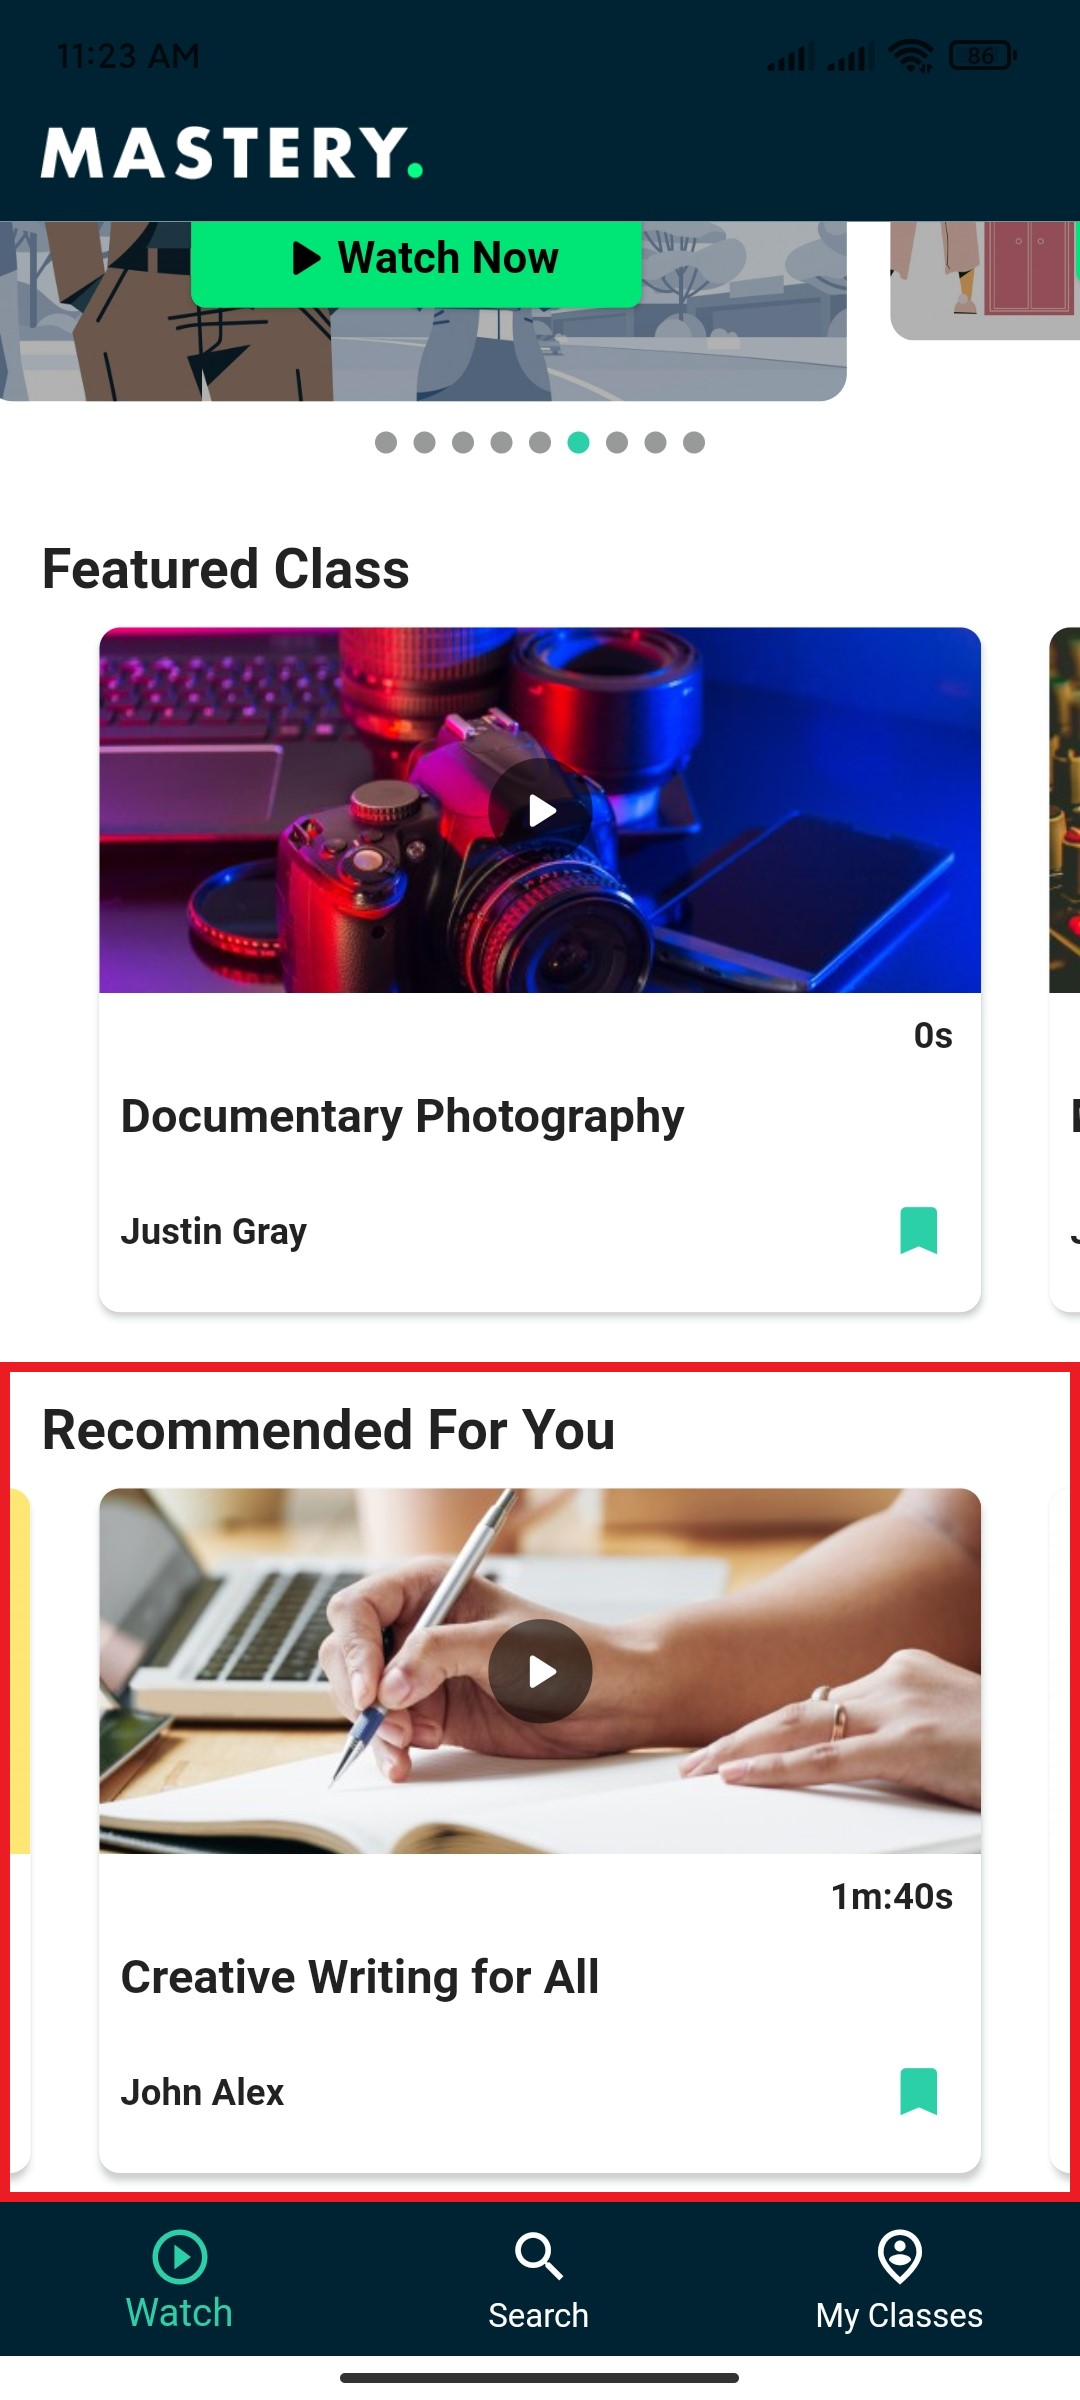 11:23 AM
86
MASTERY.
Watch Now
Featured Class
0s
Documentary Photography
Justin Gray
Recommended For You
1m:40s
Creative Writing for All
John Alex
Watch
Search
My Classes